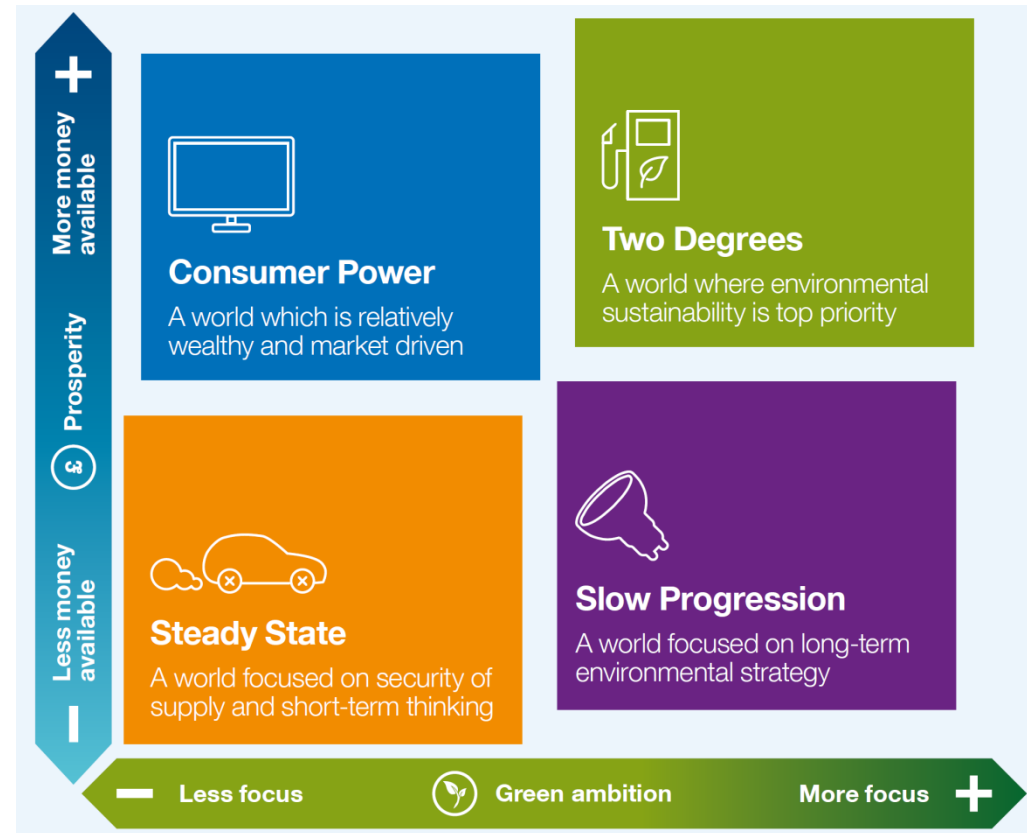 +
More money
available
Prosperity
£
Less money
available
−
Consumer Power
A world which is relatively
wealthy and market driven
Two Degrees
A world where environmental
sustainability is top priority
Steady State
A world focused on security of
supply and short-term thinking
Slow Progression
A world focused on long-term
environmental strategy
− Less focus
Green ambition
More focus +